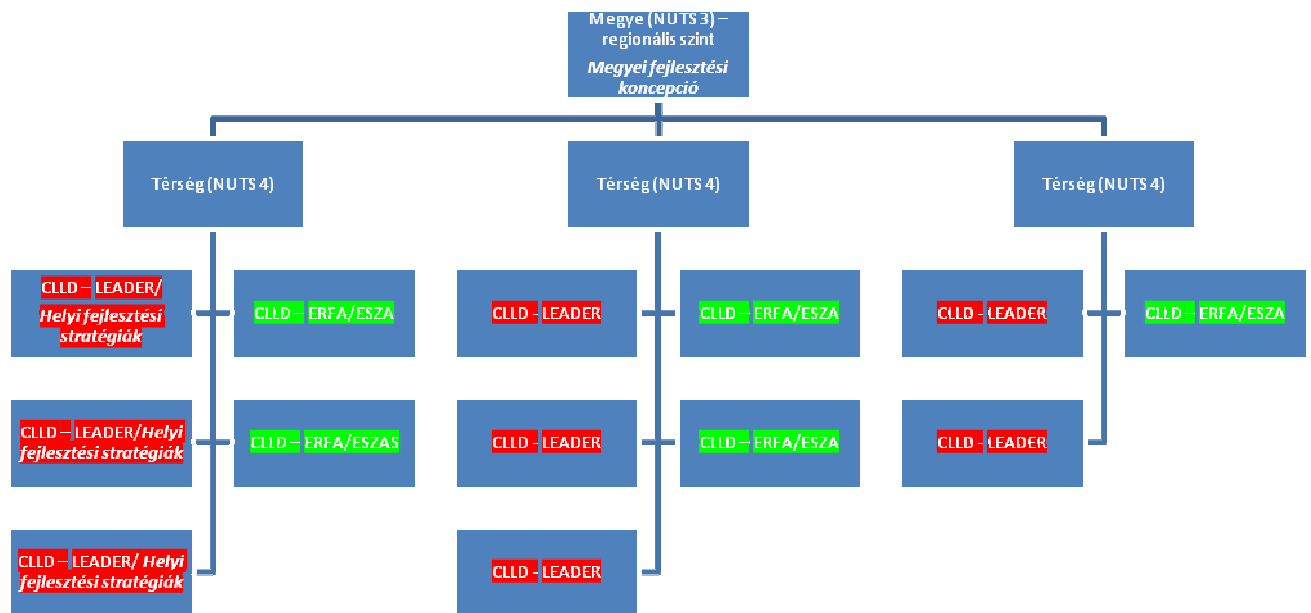 Megye (NUTS 3) –
regionális szint
Megyei fejlesztési
koncepció
Térség (NUTS 4)
Térség (NUTS 4)
Térség (NUTS 4)
CLLD – LEADER/
Helyi fejlesztési
stratégiák
CLLD – ERFA/ESZA
CLLD - LEADER
CLLD – ERFA/ESZA
CLLD - LEADER
CLLD – ERFA/ESZA
CLLD – LEADER/Helyi
fejlesztési stratégiák
CLLD – ERFA/ESZAS
CLLD - LEADER
CLLD – ERFA/ESZA
CLLD - LEADER
CLLD – LEADER/ Helyi
fejlesztési stratégiák
CLLD - LEADER